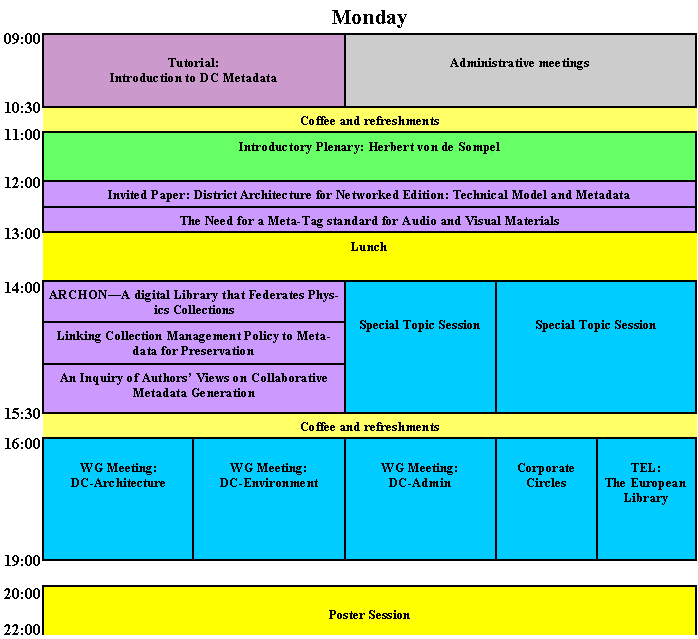 Monday
09:00
Tutorial:
Introduction to DC Metadata
Administrative meetings
10:30
Coffee and refreshments
11:00
Introductory Plenary: Herbert von de Sompel
12:00
Invited Paper: District Architecture for Networked Edition: Technical Model and Metadata
The Need for a Meta-Tag standard for Audio and Visual Materials
13:00
Lunch
14:00
ARCHON—A digital Library that Federates Phys-
ics Collections
Linking Collection Management Policy to Meta-
data for Preservation
An Inquiry of Authors' Views on Collaborative
Metadata Generation
Special Topic Session
Special Topic Session
15:30
Coffee and refreshments
16:00
WG Meeting:
DC-Architecture
WG Meeting:
DC-Environment
WG Meeting:
DC-Admin
Corporate
Circles
TEL:
The European
Library
19:00
20:00
Poster Session
22:00